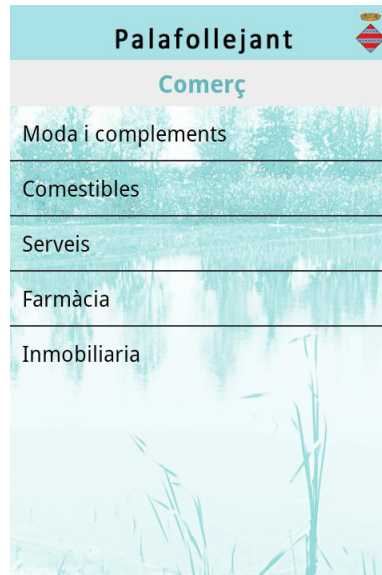 Palafollejant
Comerç
Moda i complements
Comestibles
Serveis
Farmàcia
Inmobiliaria